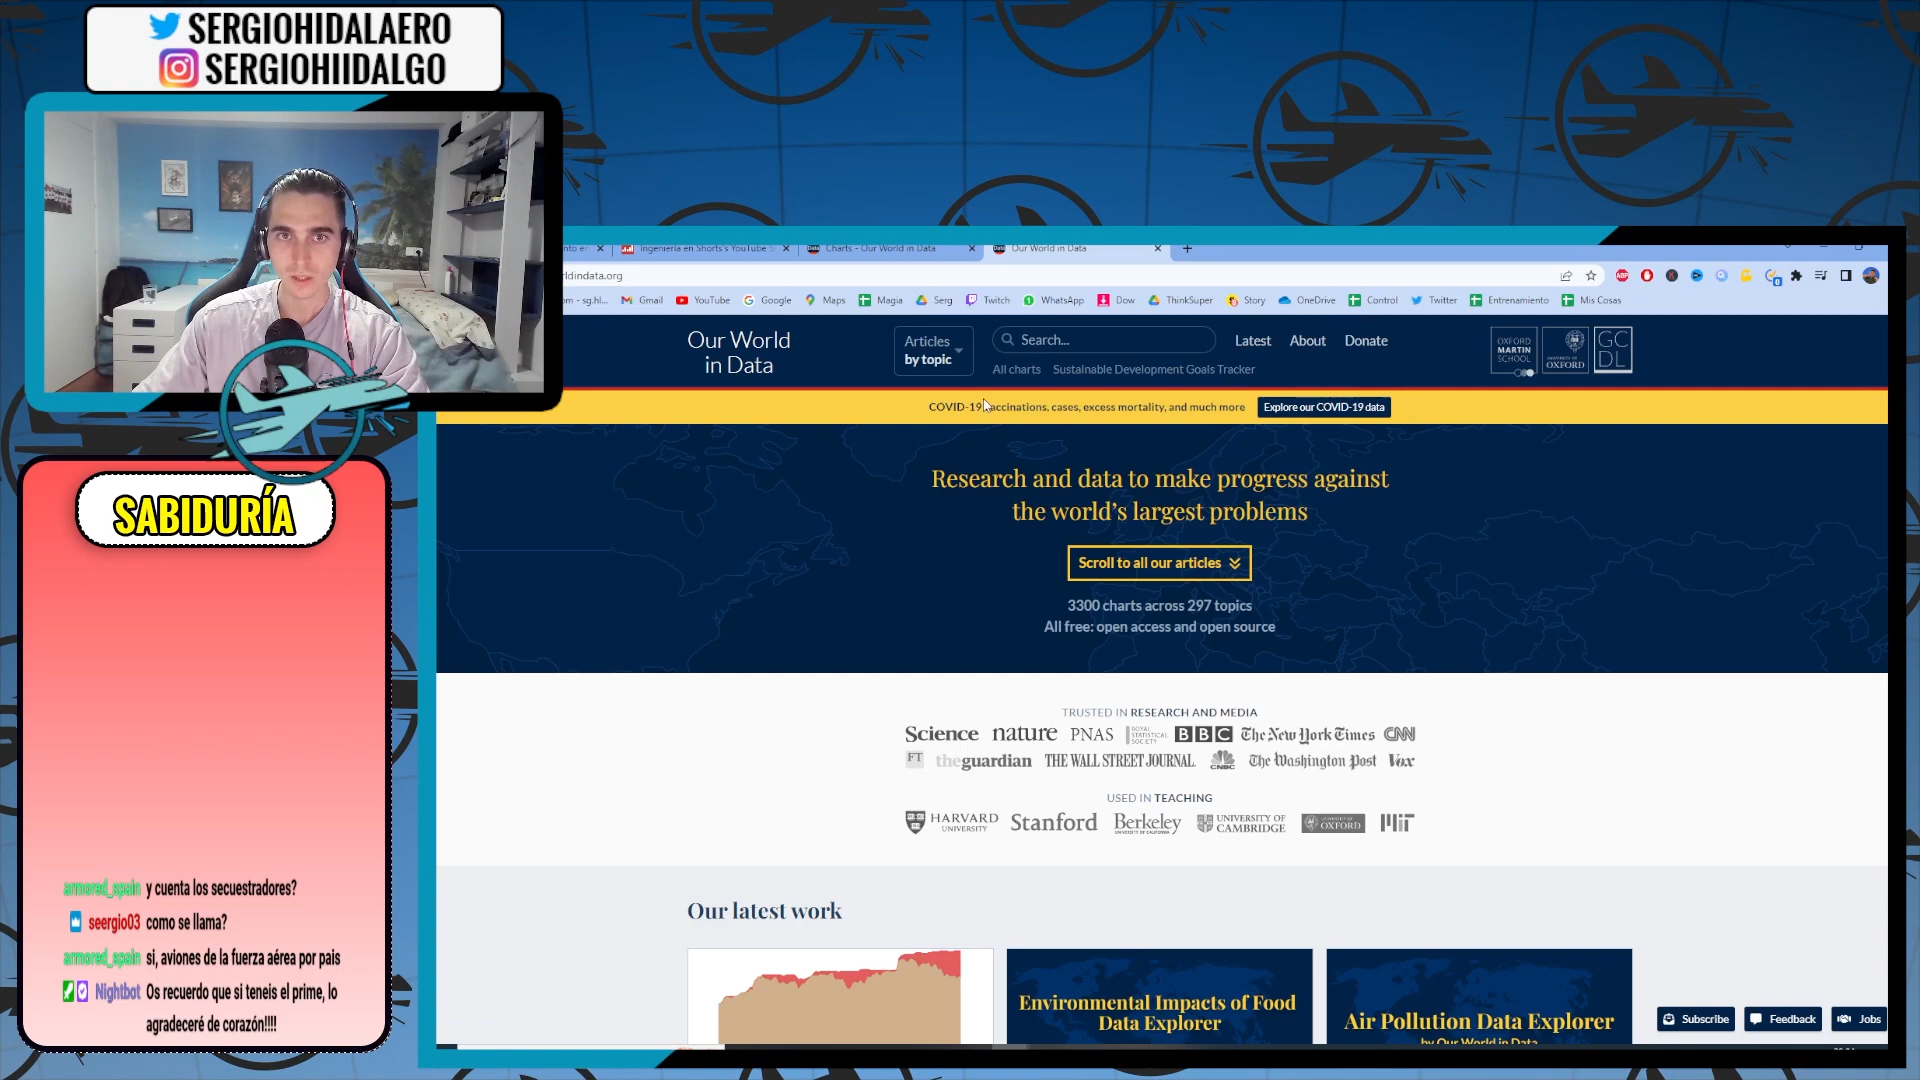 SERGIOHIDALAERO
SERGIOHIIDALGO
Ingeniería en Shorts's YouTube S
Charts - Our World in Data
Our World in Data
ldindata.org
om - sg.hl...
Gmail
YouTube
Google
Maps
Magia
Serg
Twitch
WhatsApp
Dow
ThinkSuper
Story
OneDrive
Control
Twitter
Entrenamiento
Mis Cosas
Our World
in Data
Articles
by topic
Search...
Latest
About
Donate
All charts
Sustainable Development Goals Tracker
OXFORD
MARTIN
SCHOOL
UNIVERSITY OF
OXFORD
GC
DL
COVID-19 vaccinations, cases, excess mortality, and much more
Explore our COVID-19 data
Research and data to make progress against
the world's largest problems
Scroll to all our articles
3300 charts across 297 topics
All free: open access and open source
TRUSTED IN RESEARCH AND MEDIA
Science nature PNAS ROYAL STATISTICAL SOCIETY BBC The New York Times CNN
FT theguardian THE WALL STREET JOURNAL. CNBC The Washington Post Vox
USED IN TEACHING
HARVARD UNIVERSITY Stanford Berkeley UNIVERSITY OF CALIFORNIA UNIVERSITY OF CAMBRIDGE UNIVERSITY OF OXFORD MIT
Our latest work
Environmental Impacts of Food
Data Explorer
Air Pollution Data Explorer
by Our World in Data
Subscribe
Feedback
Jobs
SABIDURÍA
armored_spain y cuenta los secuestradores?
seergio03 como se llama?
armored_spain si, aviones de la fuerza aérea por pais
Nightbot Os recuerdo que si teneis el prime, lo
agradeceré de corazón!!!!